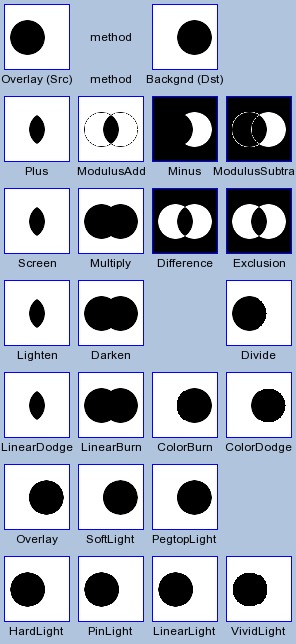 method
Overlay (Src) method Backgnd (Dst)
Plus ModulusAdd Minus ModulusSubtra
Screen Multiply Difference Exclusion
Lighten Darken Divide
LinearDodge LinearBurn ColorBurn ColorDodge
Overlay SoftLight PegtopLight
HardLight PinLight LinearLight VividLight